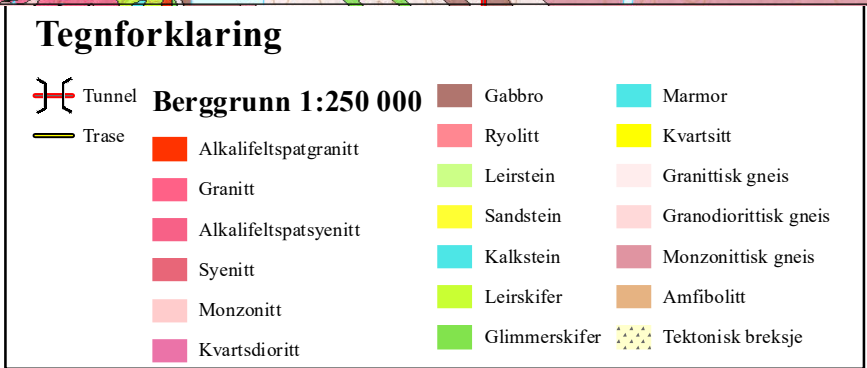 Tegnforklaring
Tunnel
Trase
Berggrunn 1:250 000
Alkalifeltspatgranitt
Granitt
Alkalifeltspatsyenitt
Syenitt
Monzonitt
Kvartsdioritt
Gabbro
Ryolitt
Leirstein
Sandstein
Kalkstein
Leirskifer
Glimmerskifer
Marmor
Kvartsitt
Granittisk gneis
Granodiorittisk gneis
Monzonittisk gneis
Amfibolitt
Tektonisk breksje